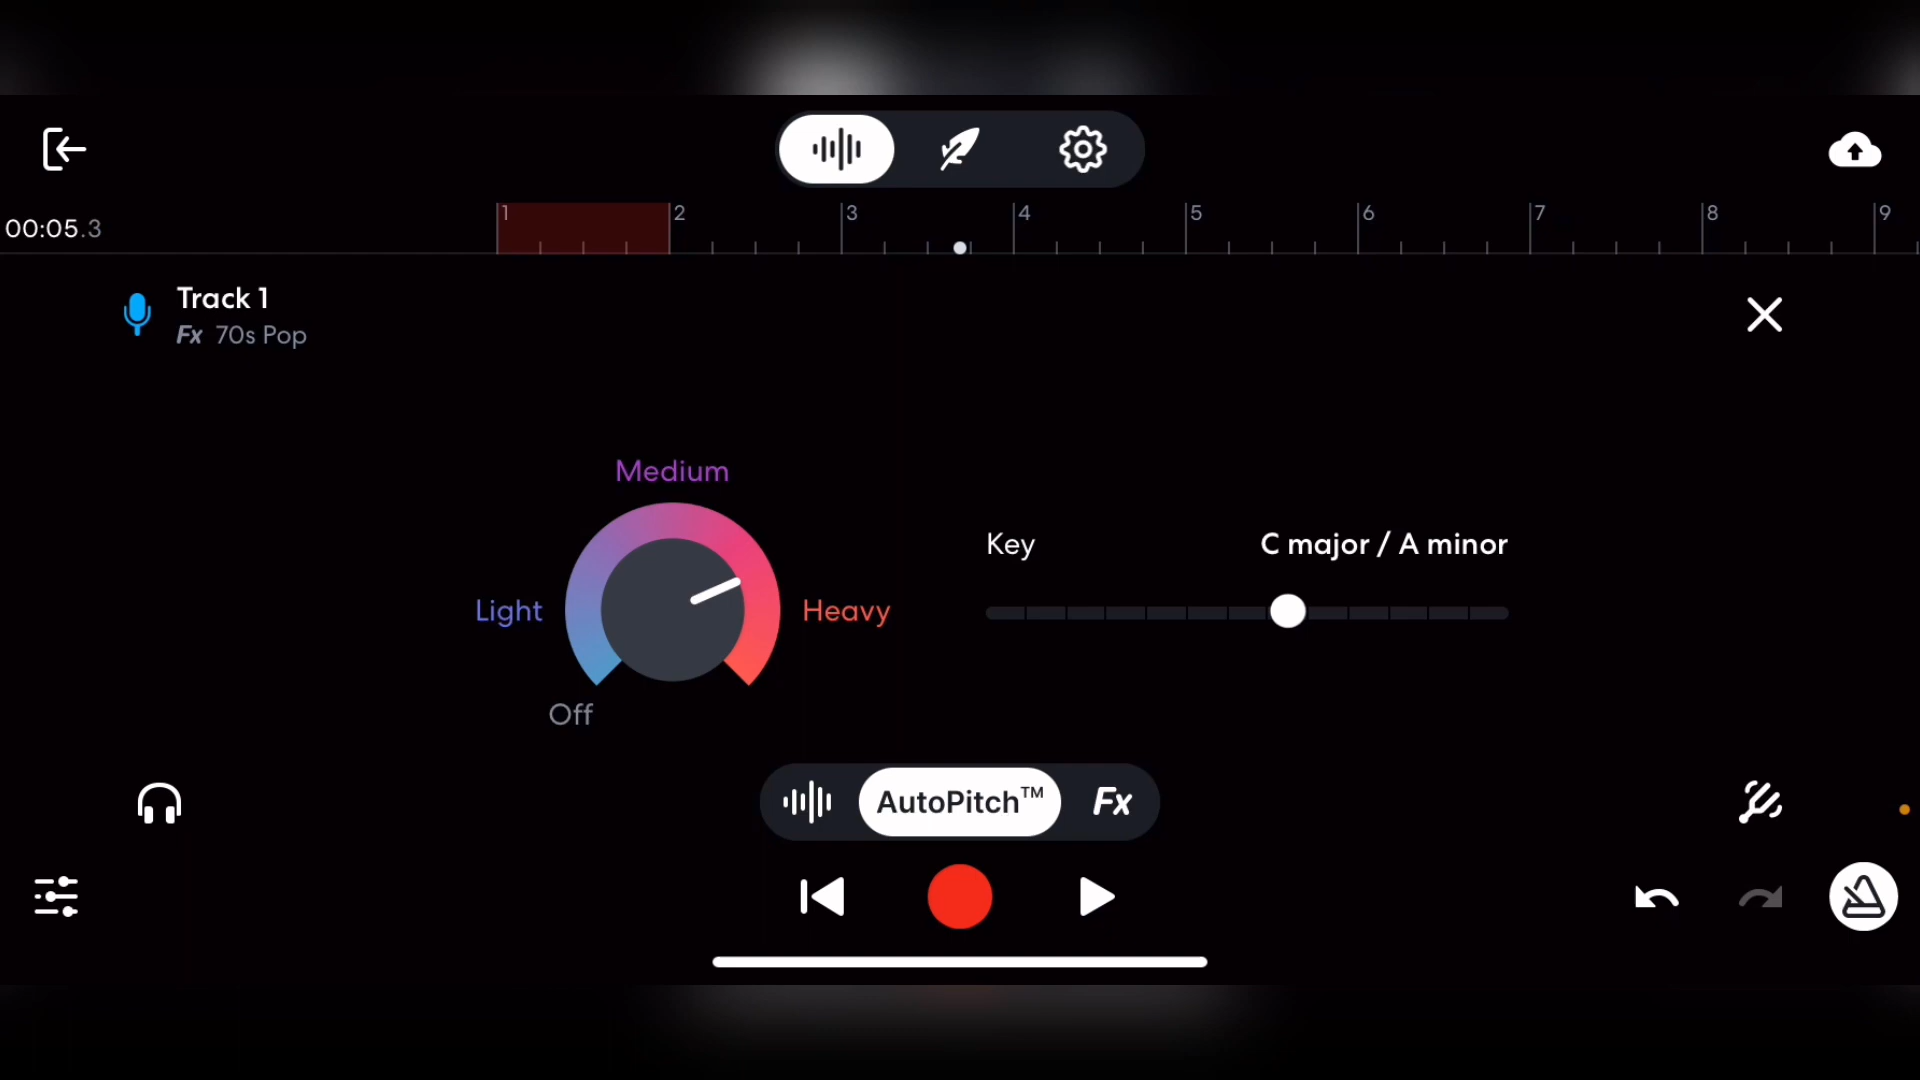 00:05.3
1 2 3 4 5 6 7 8 9
Track 1
Fx 70s Pop
Medium
Key C major / A minor
Light Heavy
Off
AutoPitch™ Fx